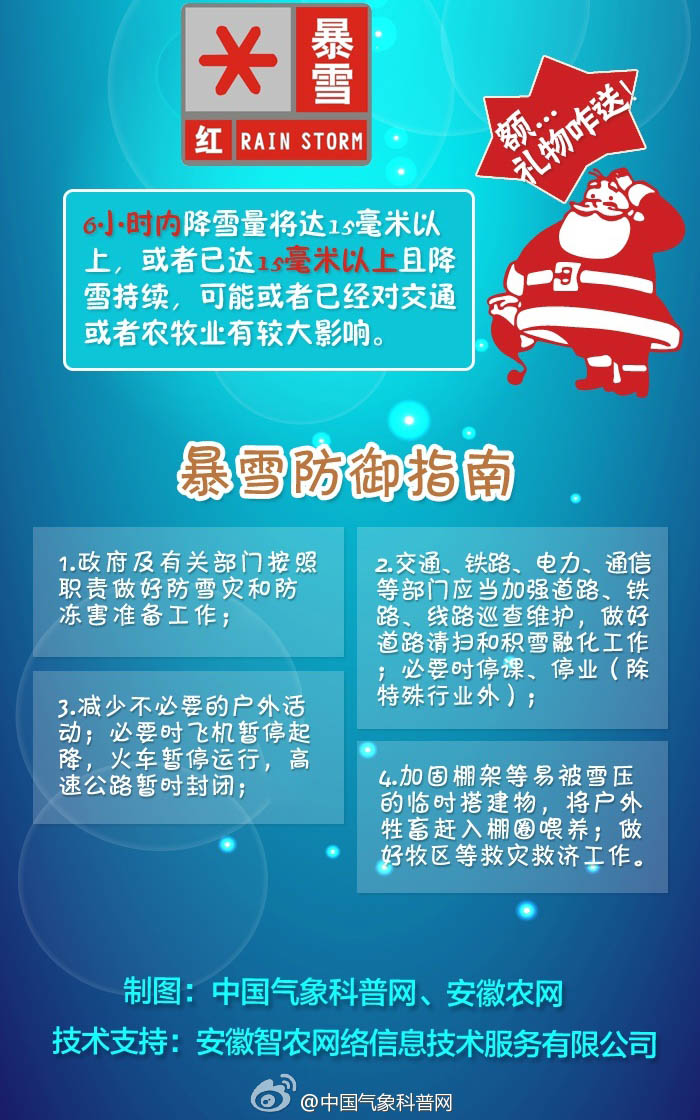 暴雪
红 RAIN STORM
额...
礼物咋送!
6小时内降雪量将达15毫米以
上，或者已达15毫米以上且降
雪持续，可能或者已经对交通
或者农牧业有较大影响。
暴雪防御指南
1.政府及有关部门按照
职责做好防雪灾和防
冻害准备工作；
2.交通、铁路、电力、通信
等部门应当加强道路、铁
路、线路巡查维护，做好
道路清扫和积雪融化工作
；必要时停课、停业（除
特殊行业外）；
3.减少不必要的户外活
动；必要时飞机暂停起
降，火车暂停运行，高
速公路暂时封闭；
4.加固棚架等易被雪压
的临时搭建物，将户外
牲畜赶入棚圈喂养；做
好牧区等救灾救济工作。
制图：中国气象科普网、安徽农网
技术支持：安徽智农网络信息技术服务有限公司
@中国气象科普网